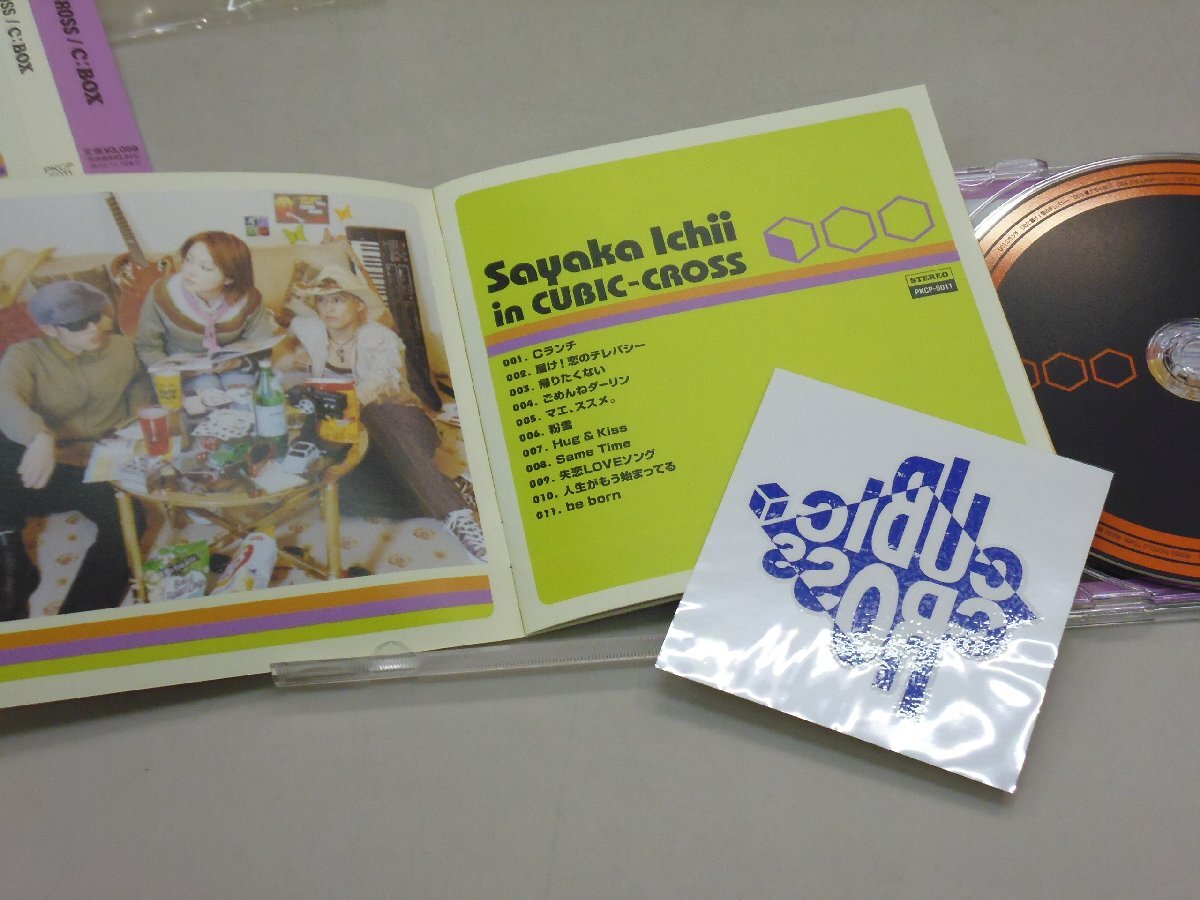 ROSS / C:BOX
SS / C:BOX
PKCP
Sayaka Ichii
in CUBIC-CROSS
STEREO
PKCP-5011
001. Cランチ
002. 届け!恋のテレパシー
003. 帰りたくない
004. ごめんねダーリン
005. マエ、ススメ。
006. 粉雪
007. Hug & Kiss
008. Same Time
009. 失恋LOVEソング
010. 人生がもう始まってる
011. be born
CUBIC
CROSS